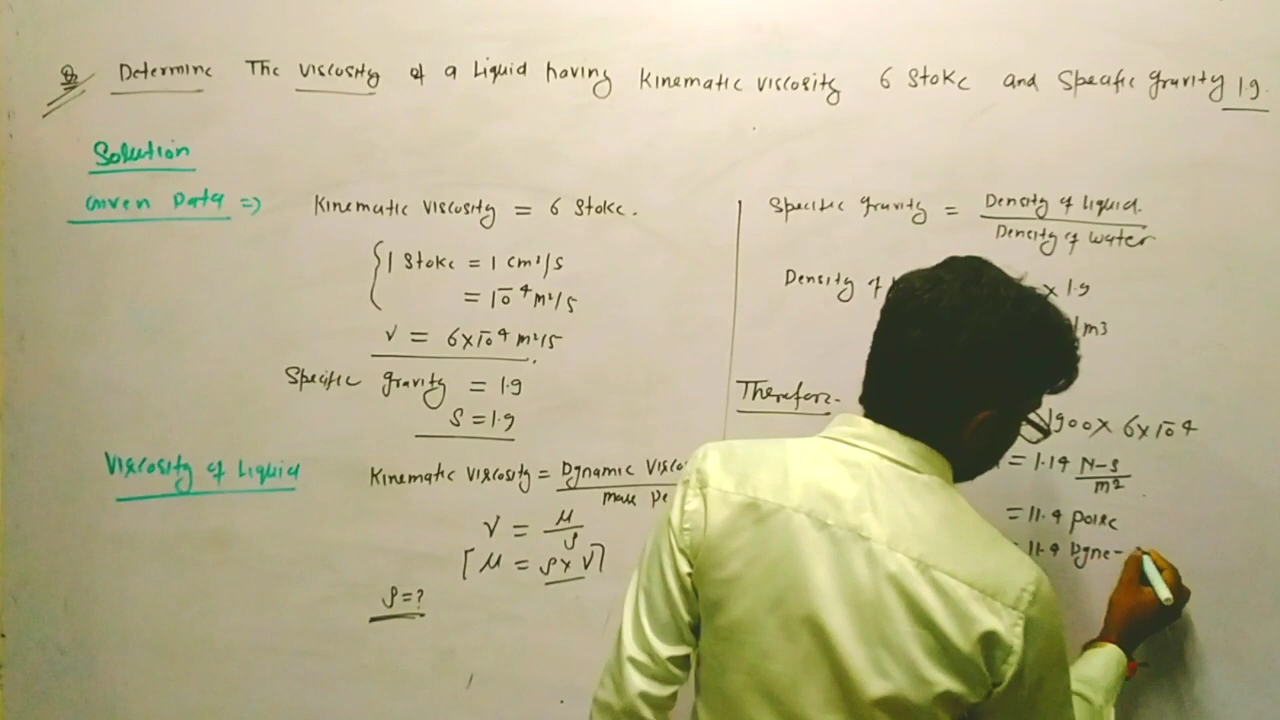 Q Determine The viscosity of a Liquid having Kinematic viscosity 6 Stoke and Specific gravity 1.9.
Solution
Given Data => Kinematic viscosity = 6 Stoke.
1 Stoke = 1 cm²/s
= 10⁻⁴ m²/s
ν = 6×10⁻⁴ m²/s.
Specific gravity = 1.9
S = 1.9
Viscosity of Liquid Kinematic viscosity = Dynamic
mass
ν = μ/ρ
[μ = ρ × ν]
ρ = ?
Specific gravity = Density of liquid.
Density of water
Density of × 1.9
m3
Therefore.
1900 × 6×10⁻⁴
= 1.14 N-s
m²
= 11.4 poise
11.4 Dyne-